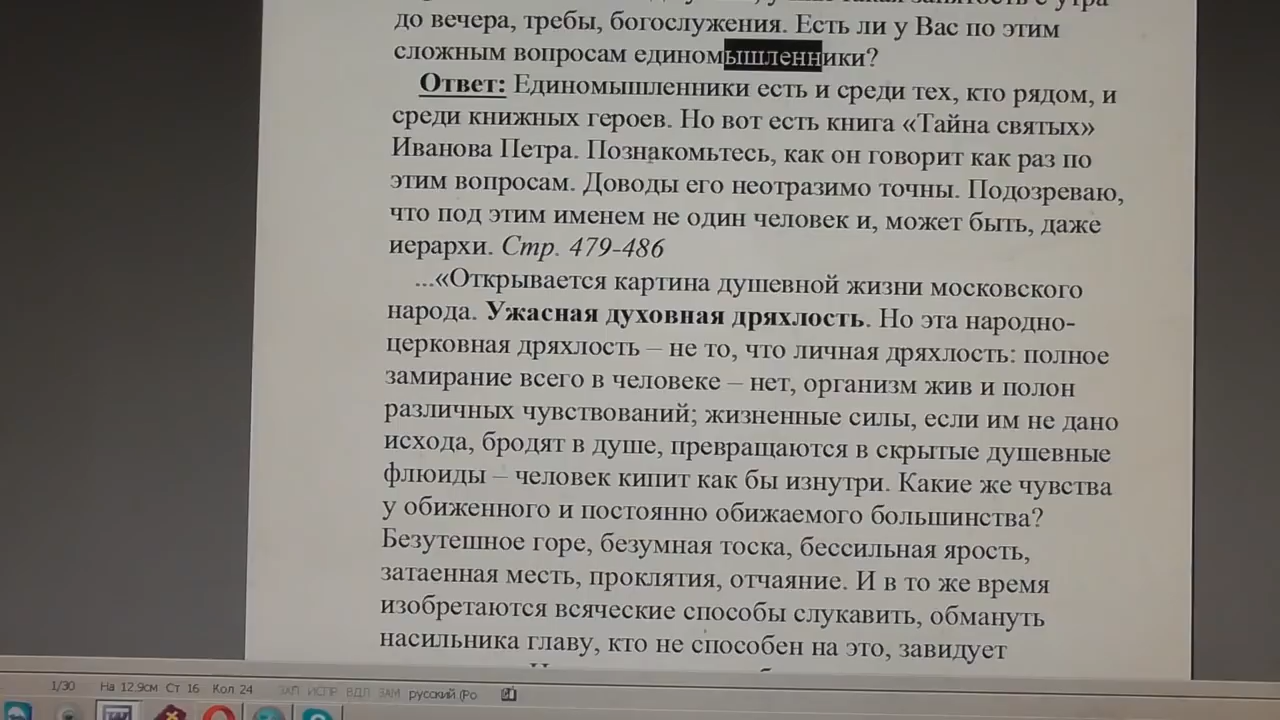 до вечера, требы, богослужения. Есть ли у Вас по этим
сложным вопросам единомышленники?
Ответ: Единомышленники есть и среди тех, кто рядом, и
среди книжных героев. Но вот есть книга «Тайна святых»
Иванова Петра. Познакомьтесь, как он говорит как раз по
этим вопросам. Доводы его неотразимо точны. Подозреваю,
что под этим именем не один человек и, может быть, даже
иерархи. Стр. 479-486
...«Открывается картина душевной жизни московского
народа. Ужасная духовная дряхлость. Но эта народно-
церковная дряхлость – не то, что личная дряхлость: полное
замирание всего в человеке – нет, организм жив и полон
различных чувствований; жизненные силы, если им не дано
исхода, бродят в душе, превращаются в скрытые душевные
флюиды – человек кипит как бы изнутри. Какие же чувства
у обиженного и постоянно обижаемого большинства?
Безутешное горе, безумная тоска, бессильная ярость,
затаенная месть, проклятия, отчаяние. И в то же время
изобретаются всяческие способы слукавить, обмануть
насильника главу, кто не способен на это, завидует
1/30 На 12.9см Ст 16 Кол 24 ЗАП ИСПР ВДЛ ЗАМ русский (Ро